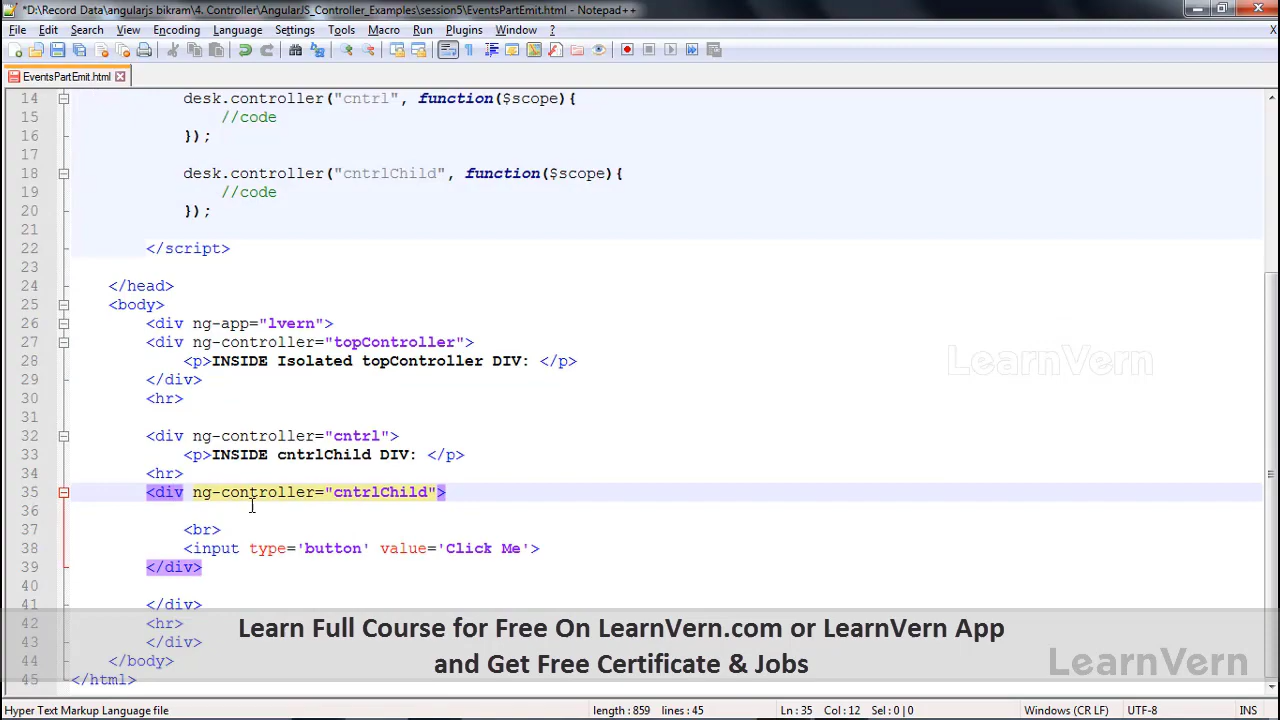 *D:\Record Data\angularjs bikram\4. Controller\AngularJS_Controller_Examples\session5\EventsPartEmit.html - Notepad++
File Edit Search View Encoding Language Settings Tools Macro Run Plugins Window ? X
EventsPartEmit.html
14 desk.controller("cntrl", function($scope){
15 //code
16 });
17
18 desk.controller("cntrlChild", function($scope){
19 //code
20 });
21
22 </script>
23
24 </head>
25 <body>
26 <div ng-app="lvern">
27 <div ng-controller="topController">
28 <p>INSIDE Isolated topController DIV: </p>
29 </div>
30 <hr>
31
32 <div ng-controller="cntrl">
33 <p>INSIDE cntrlChild DIV: </p>
34 <hr>
35 <div ng-controller="cntrlChild">
36
37 <br>
38 <input type='button' value='Click Me'>
39 </div>
40
41 </div>
42 <hr>
43 </div>
44 </body>
45 </html>
LearnVern
Learn Full Course for Free On LearnVern.com or LearnVern App
and Get Free Certificate & Jobs
LearnVern
Hyper Text Markup Language file length : 859 lines : 45 Ln : 35 Col : 12 Sel : 0 | 0 Windows (CR LF) UTF-8 INS